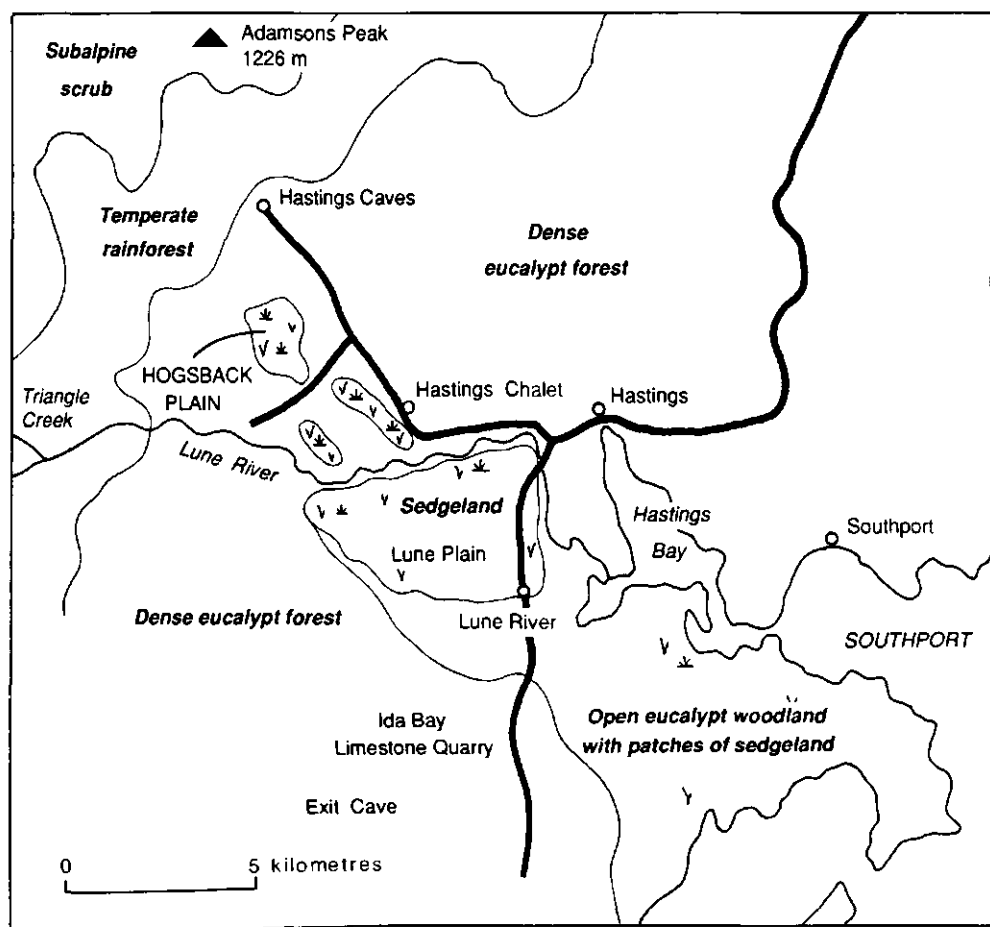 Adamsons Peak
1226 m
Subalpine
scrub
Hastings Caves
Temperate
rainforest
Dense
eucalypt forest
HOGSBACK
PLAIN
Triangle
Creek
Hastings Chalet
Hastings
Lune River
Sedgeland
Hastings
Bay
Southport
Lune Plain
Dense eucalypt forest
Lune River
SOUTHPORT
Ida Bay
Limestone Quarry
Open eucalypt woodland
with patches of sedgeland
Exit Cave
0 5 kilometres